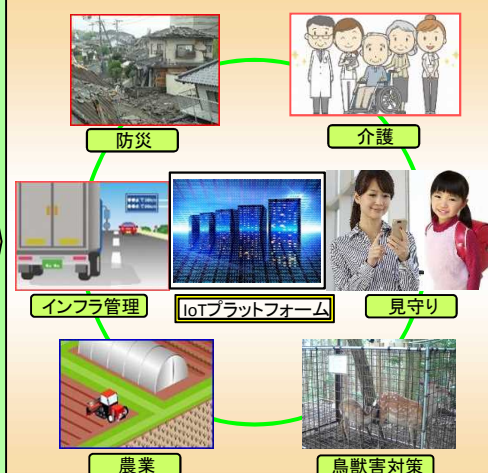 防災
介護
インフラ管理
IoTプラットフォーム
見守り
農業
鳥獣害対策